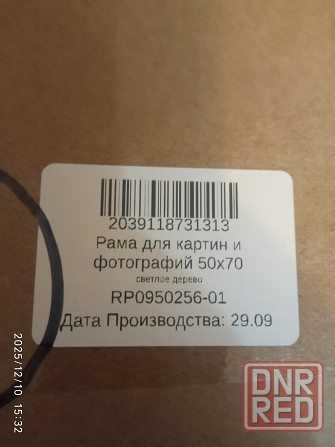 2039118731313
Рама для картин и
фотографий 50х70
светлое дерево
RP0950256-01
Дата Производства: 29.09
2025/12/10 15:32
DNR
RED